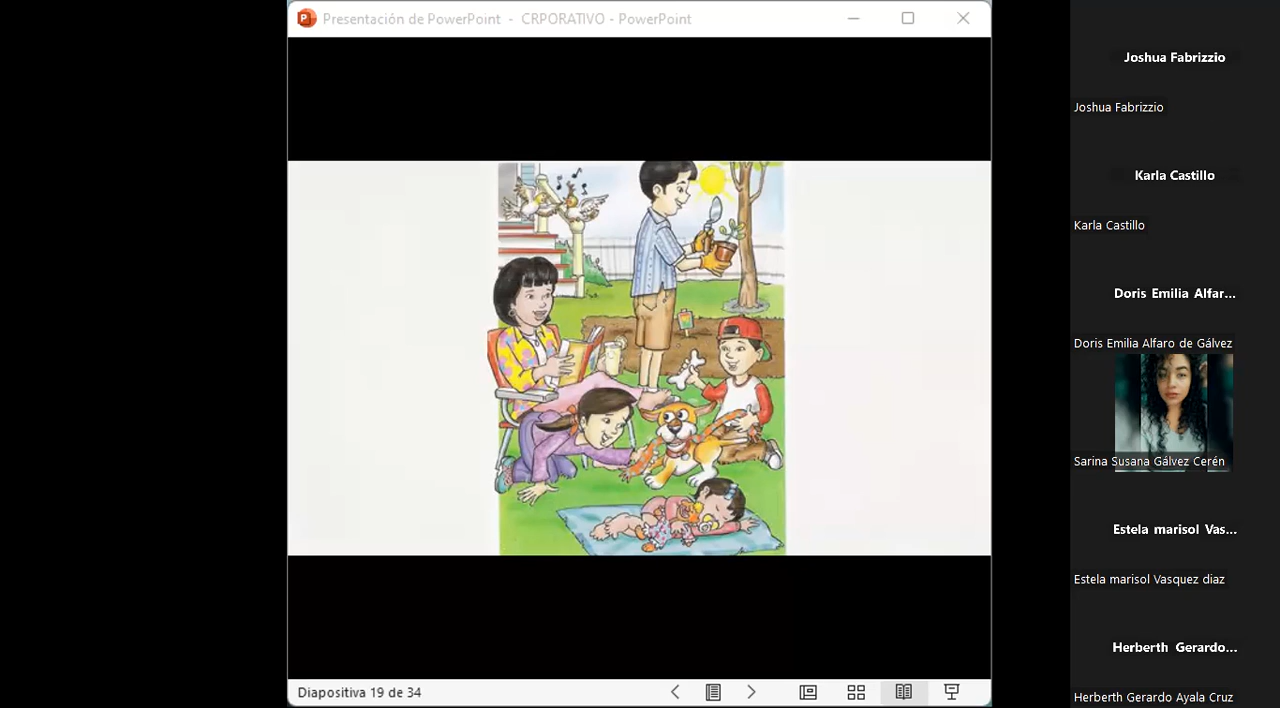 Presentación de PowerPoint - CRPORATIVO - PowerPoint
Joshua Fabrizzio
Joshua Fabrizzio
Karla Castillo
Karla Castillo
Doris Emilia Alfar...
Doris Emilia Alfaro de Gálvez
Sarina Susana Gálvez Cerén
Estela marisol Vas...
Estela marisol Vasquez diaz
Herberth Gerardo...
Herberth Gerardo Ayala Cruz
Diapositiva 19 de 34